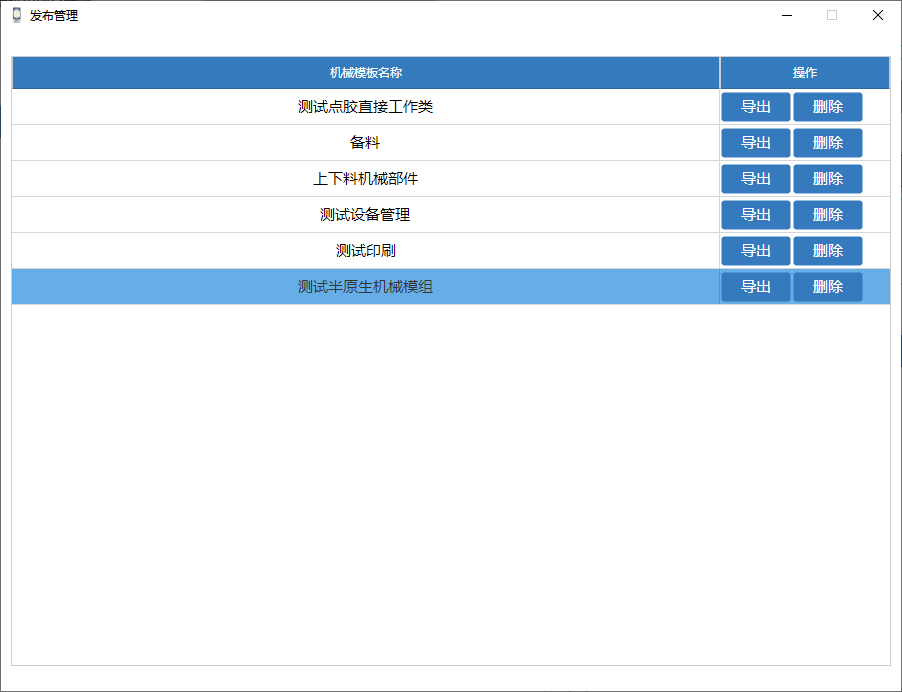 发布管理
机械模板名称 操作
测试点胶直接工作类 导出 删除
备料 导出 删除
上下料机械部件 导出 删除
测试设备管理 导出 删除
测试印刷 导出 删除
测试半原生机械模组 导出 删除